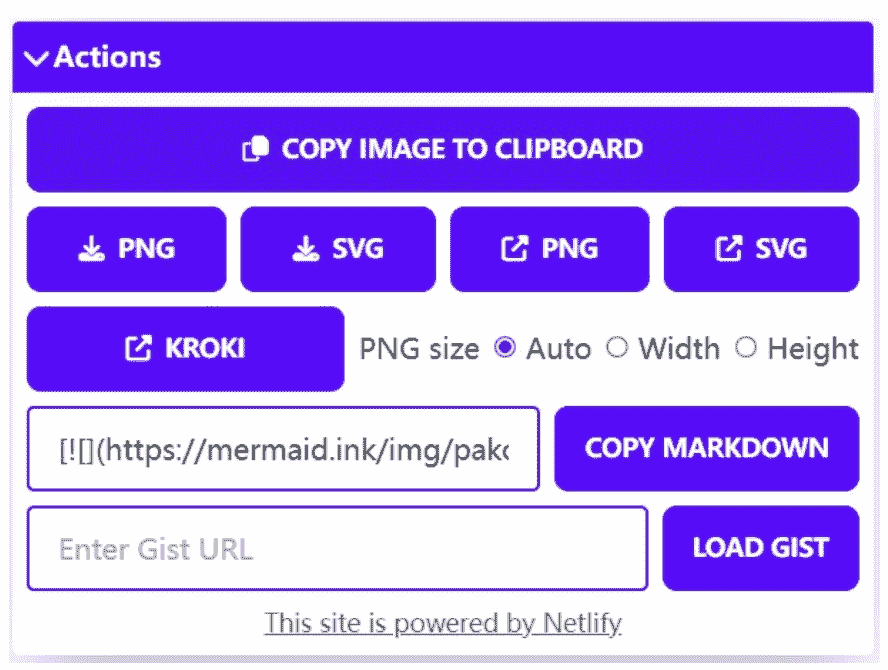 Actions
COPY IMAGE TO CLIPBOARD
PNG SVG PNG SVG
KROKI PNG size Auto Width Height
[![](https://mermaid.ink/img/pako COPY MARKDOWN
Enter Gist URL LOAD GIST
This site is powered by Netlify